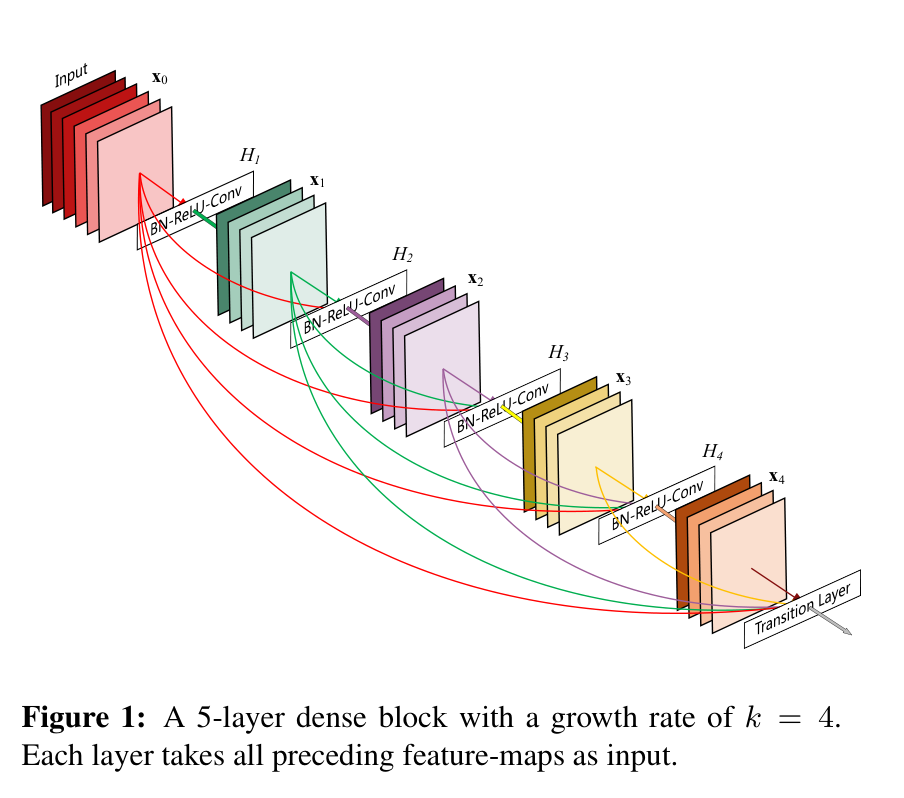 Input
x0
H1
BN-ReLU-Conv
x1
H2
BN-ReLU-Conv
x2
H3
BN-ReLU-Conv
x3
H4
BN-ReLU-Conv
x4
Transition Layer
Figure 1: A 5-layer dense block with a growth rate of k = 4.
Each layer takes all preceding feature-maps as input.